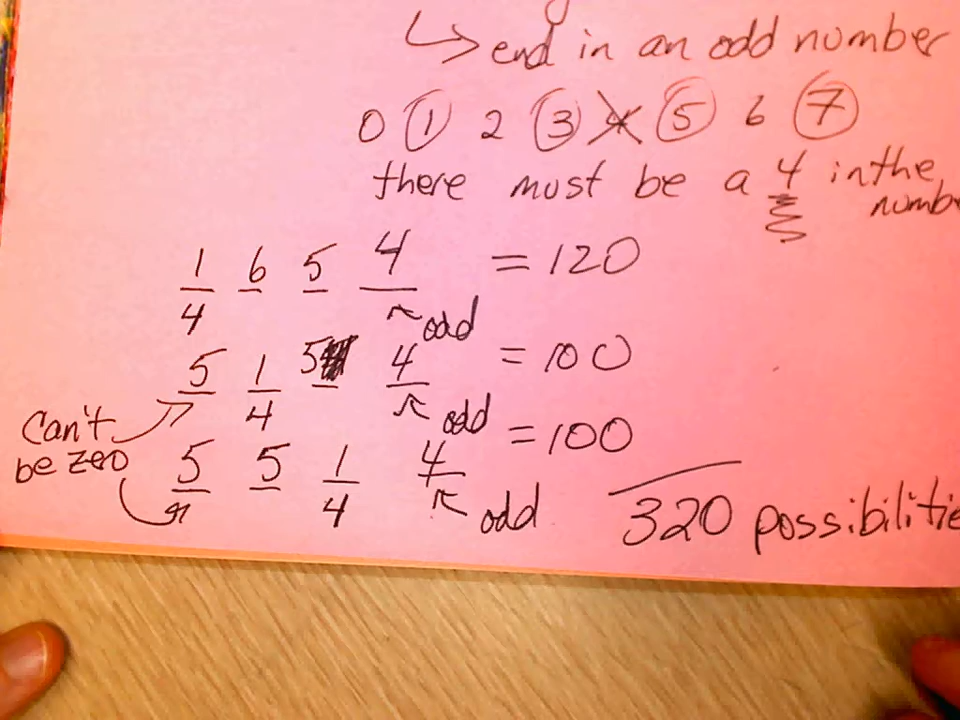 ↳ end in an odd number
0 1 2 3 4 5 6 7
there must be a 4 in the
numbe
1 6 5 4 = 120
4 odd
5 1 5 4 = 100
4 odd
Can't
be zero
5 5 1 4 = 100
4 odd
320 possibilitie